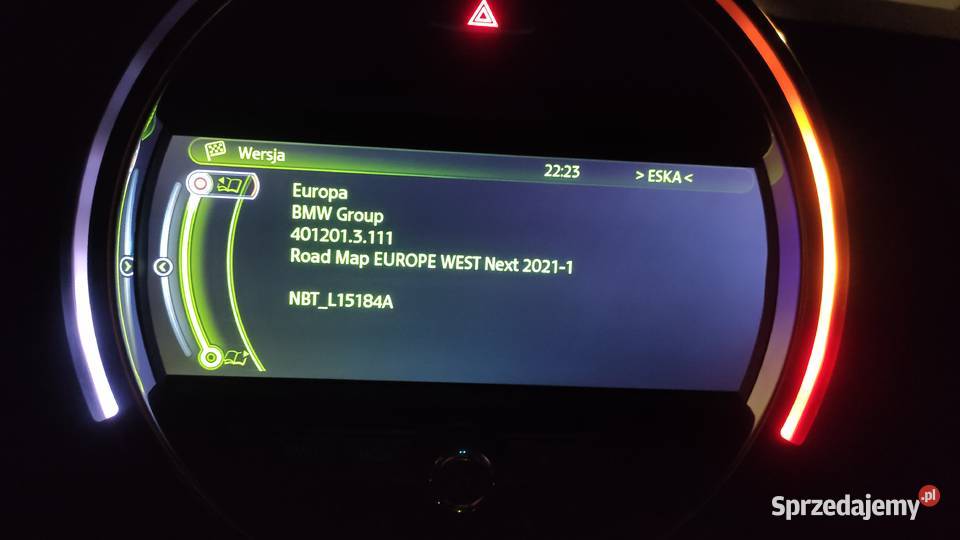 Wersja
22:23
> ESKA <
Europa
BMW Group
401201.3.111
Road Map EUROPE WEST Next 2021-1
NBT_L15184A
Sprzedajemy.pl